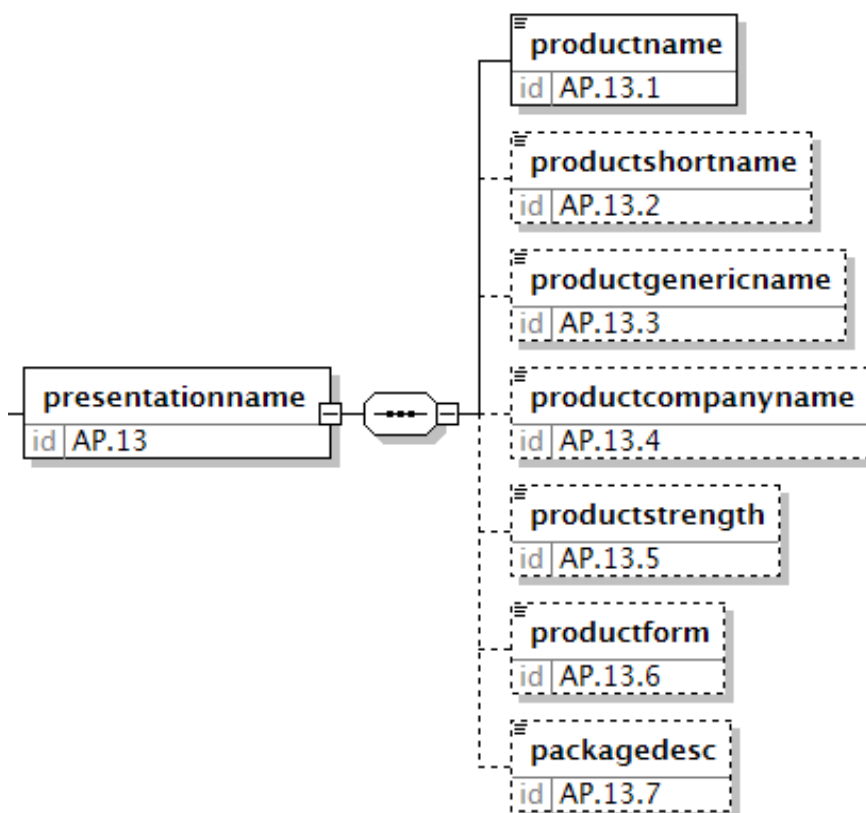 productname
id AP.13.1
productshortname
id AP.13.2
productgenericname
id AP.13.3
presentationname
id AP.13
productcompanyname
id AP.13.4
productstrength
id AP.13.5
productform
id AP.13.6
packagedesc
id AP.13.7